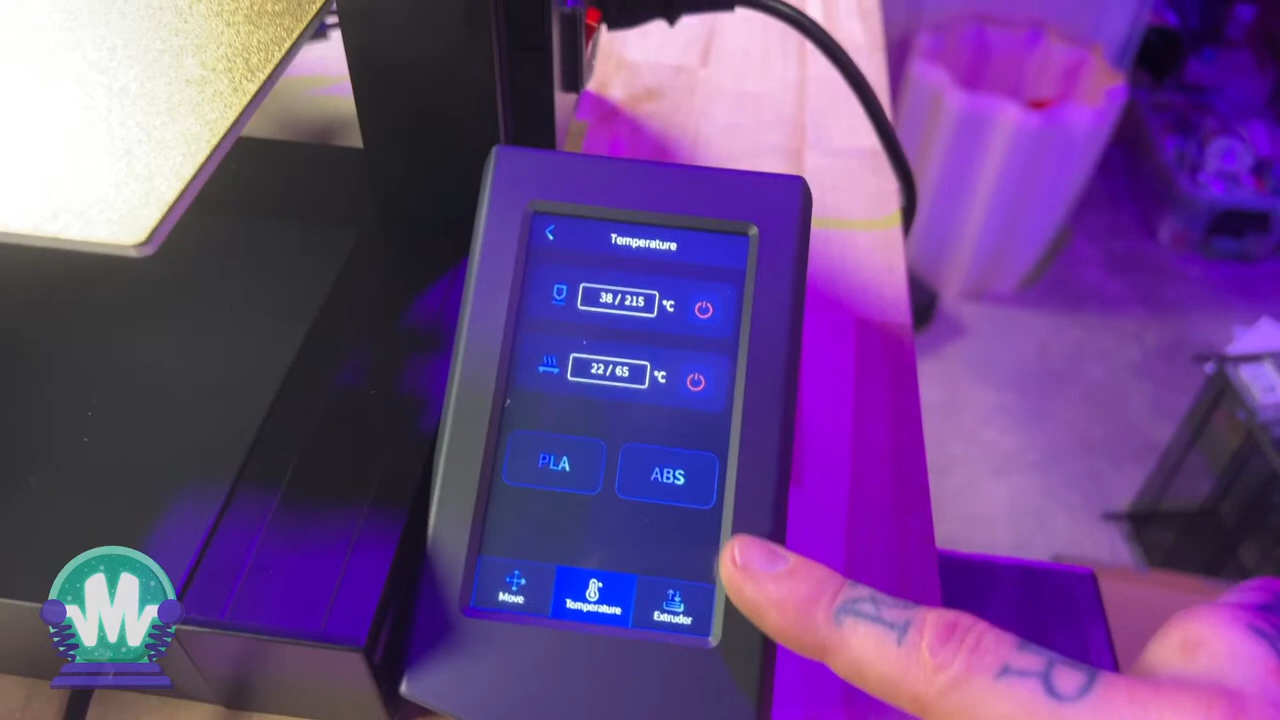 Temperature
38 / 215 °C
22 / 65 °C
PLA ABS
Move Temperature Extruder